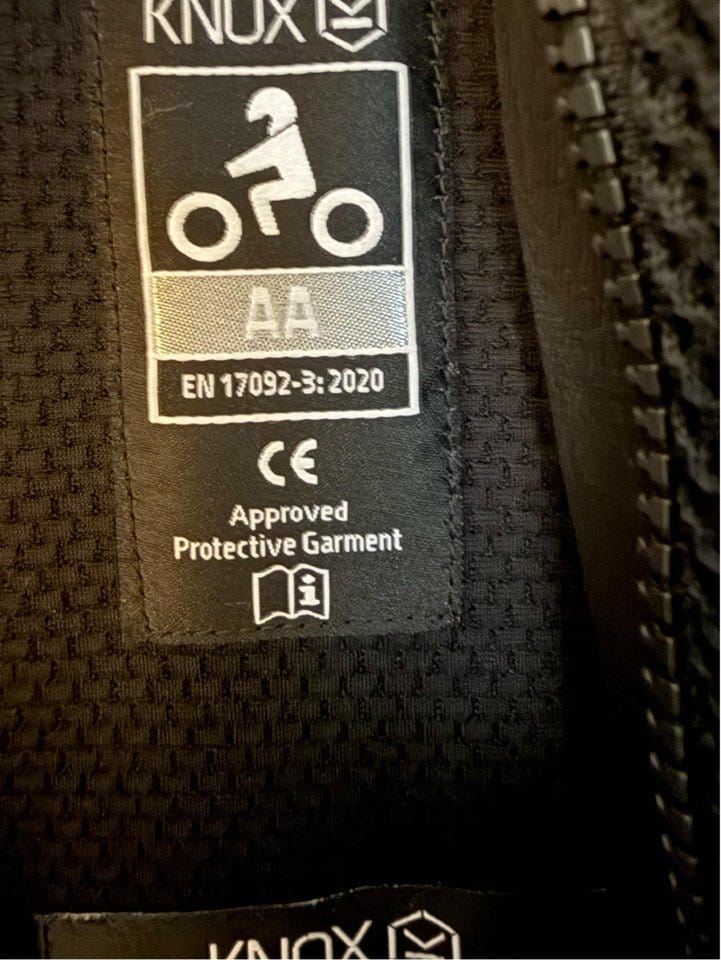 KNOX
AA
EN 17092-3: 2020
CE
Approved
Protective Garment
i
KNOX